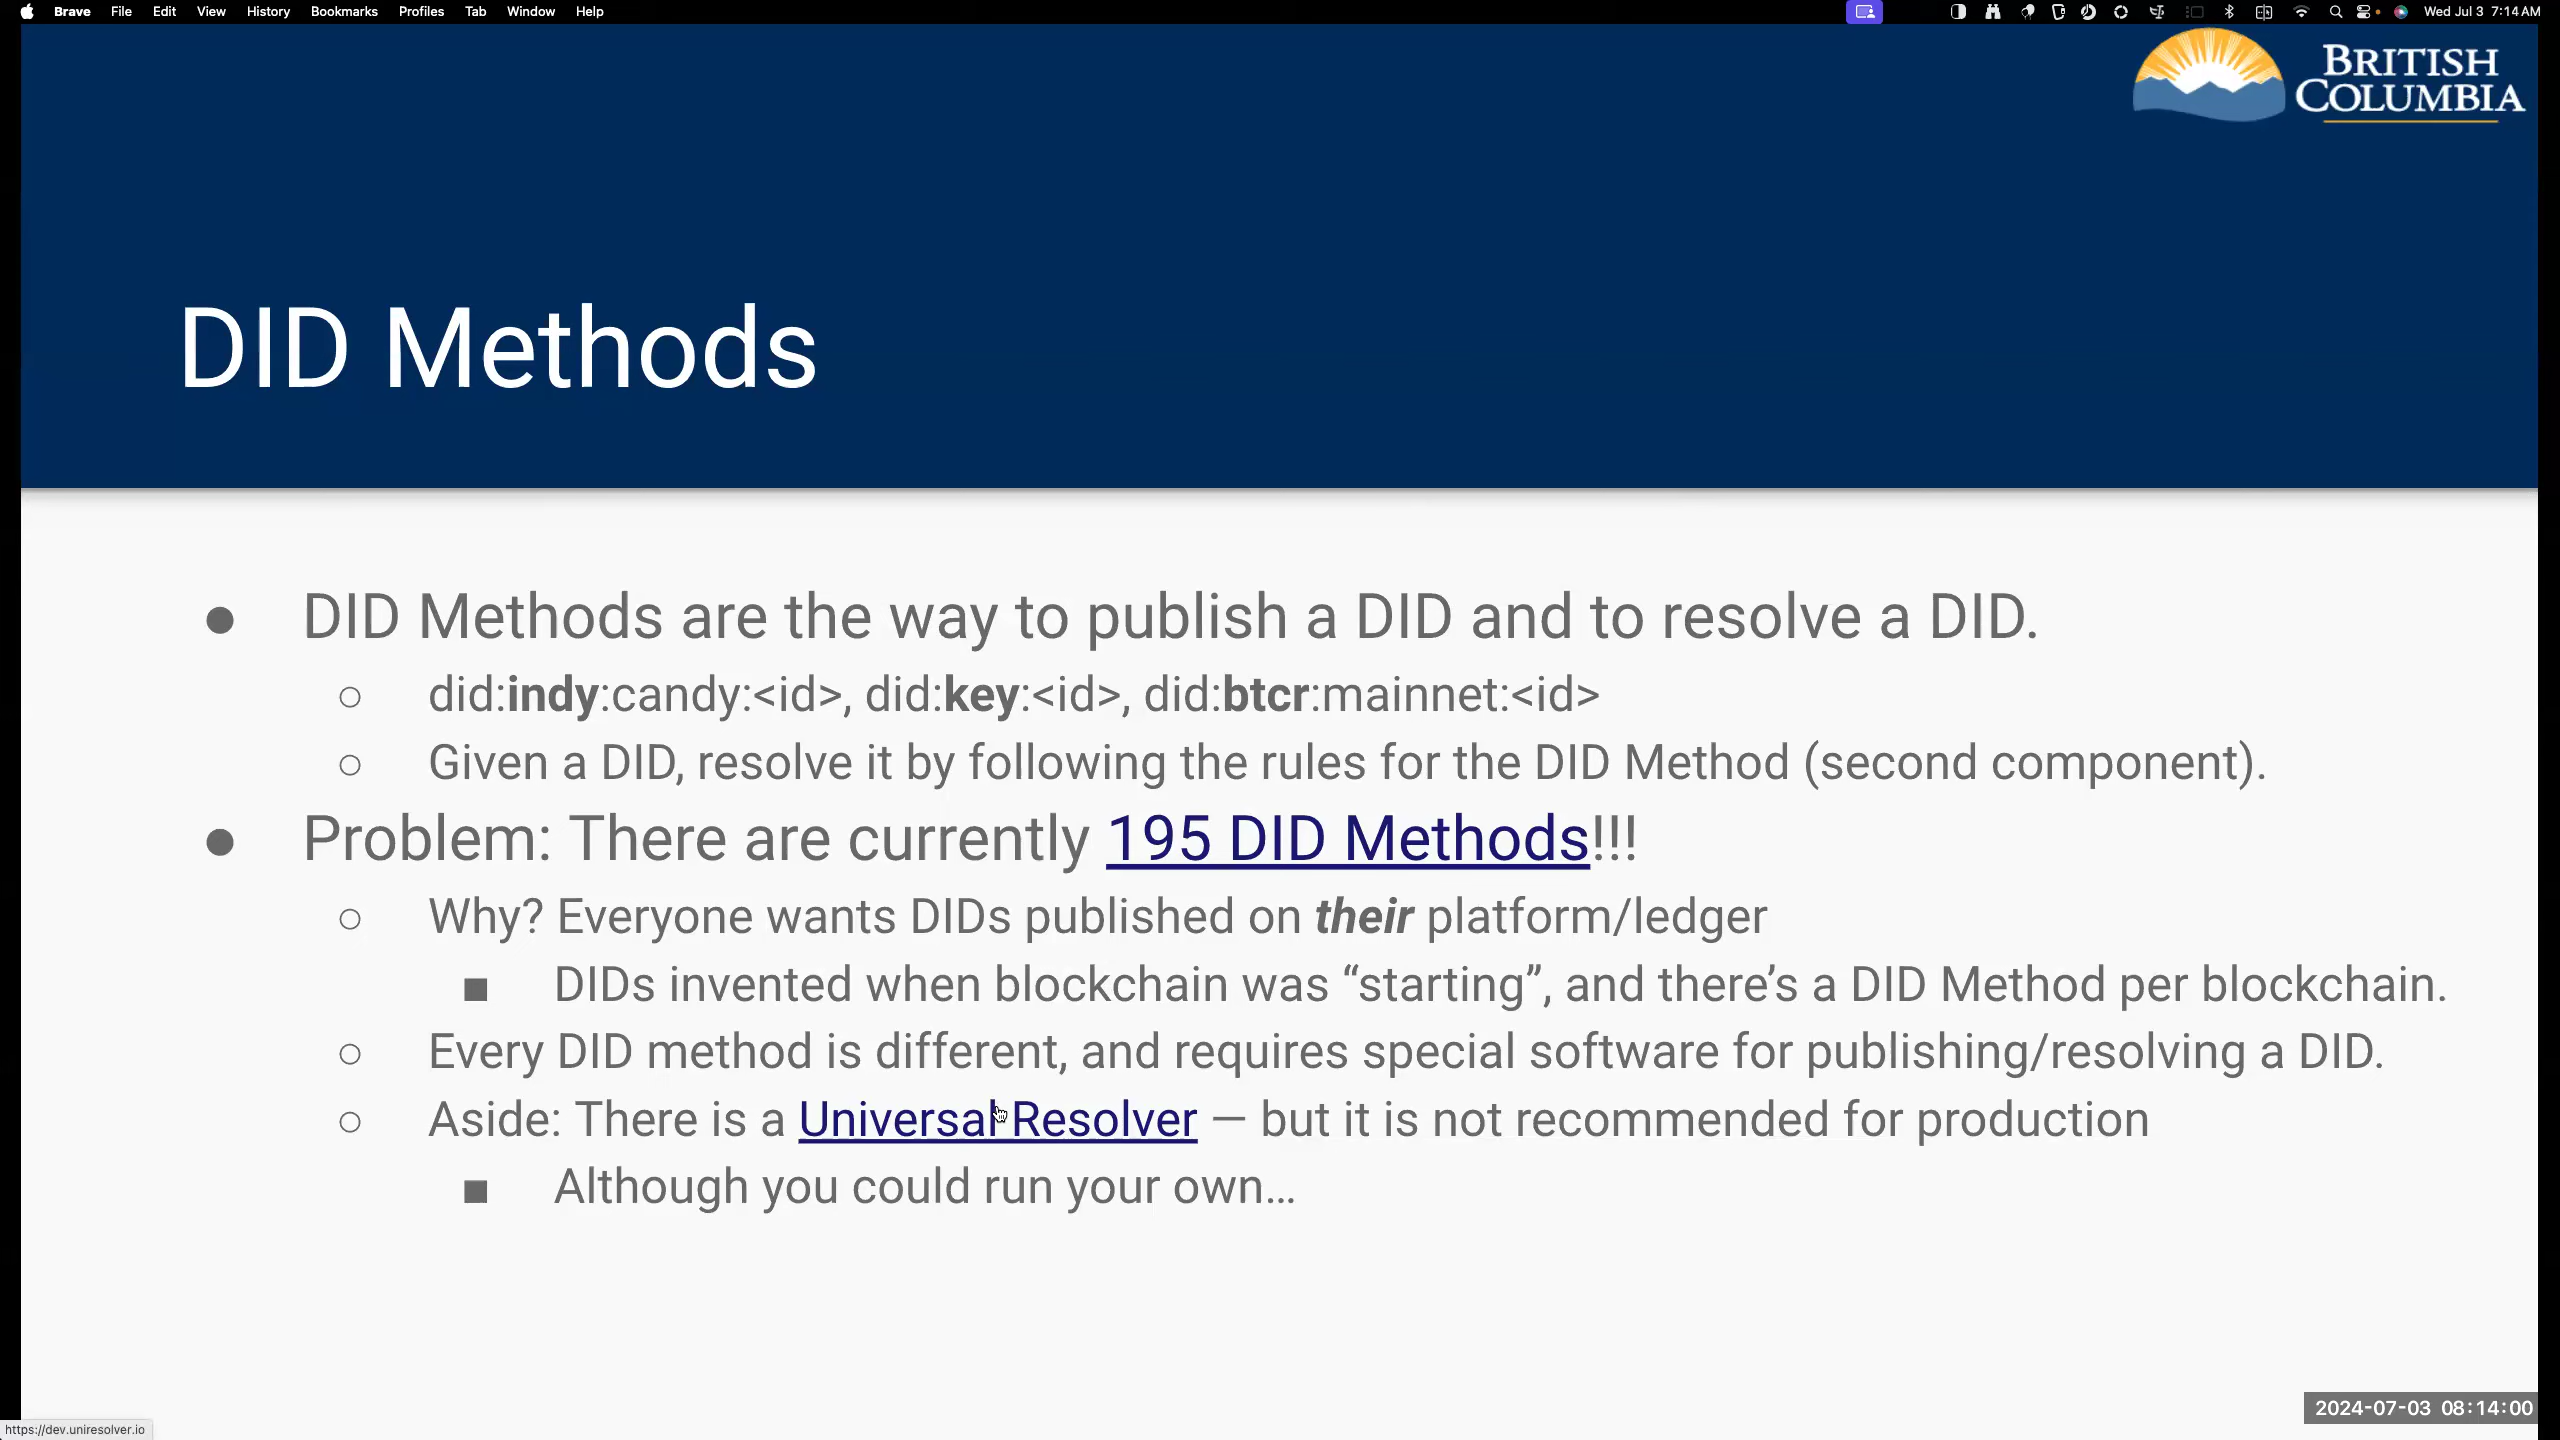 Brave File Edit View History Bookmarks Profiles Tab Window Help Wed Jul 3 7:14 AM
BRITISH
COLUMBIA
DID Methods
● DID Methods are the way to publish a DID and to resolve a DID.
○ did:indy:candy:<id>, did:key:<id>, did:btcr:mainnet:<id>
○ Given a DID, resolve it by following the rules for the DID Method (second component).
● Problem: There are currently 195 DID Methods!!!
○ Why? Everyone wants DIDs published on their platform/ledger
■ DIDs invented when blockchain was “starting”, and there’s a DID Method per blockchain.
○ Every DID method is different, and requires special software for publishing/resolving a DID.
○ Aside: There is a Universal Resolver — but it is not recommended for production
■ Although you could run your own…
2024-07-03 08:14:00
https://dev.uniresolver.io